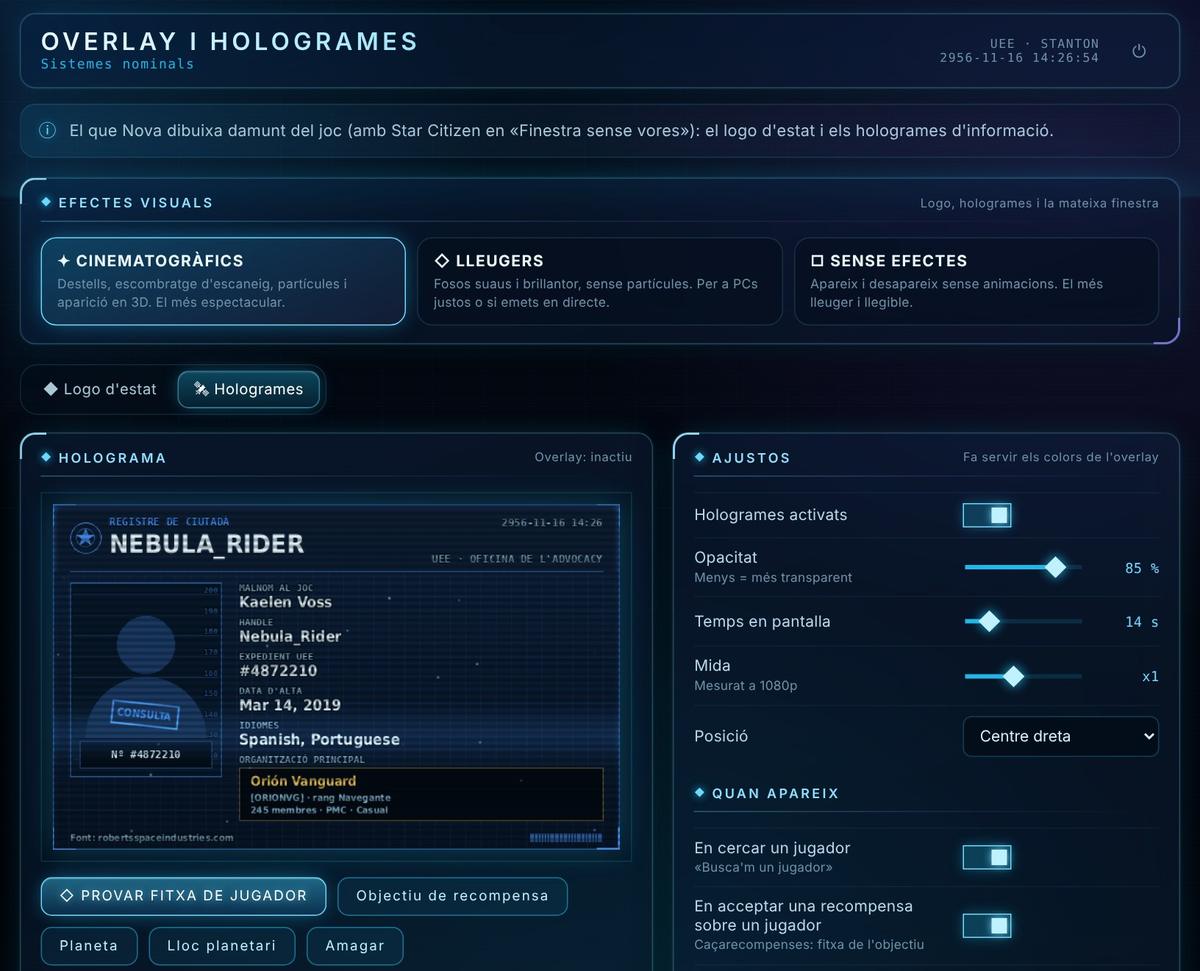 OVERLAY I HOLOGRAMES
Sistemes nominals
UEE · STANTON
2956-11-16 14:26:54
El que Nova dibuixa damunt del joc (amb Star Citizen en «Finestra sense vores»): el logo d'estat i els hologrames d'informació.
EFECTES VISUALS
Logo, hologrames i la mateixa finestra
CINEMATOGRÀFICS
Destells, escombratge d'escaneig, partícules i
aparició en 3D. El més espectacular.
LLEUGERS
Fosos suaus i brillantor, sense partícules. Per a PCs
justos o si emets en directe.
SENSE EFECTES
Apareix i desapareix sense animacions. El més
lleuger i llegible.
Logo d'estat
Hologrames
HOLOGRAMA
Overlay: inactiu
REGISTRE DE CIUTADÀ
NEBULA_RIDER
2956-11-16 14:26
UEE · OFICINA DE L'ADVOCACY
200
190
180
170
160
150
140
CONSULTA
Nº #4872210
MALNOM AL JOC
Kaelen Voss
HANDLE
Nebula_Rider
EXPEDIENT UEE
#4872210
DATA D'ALTA
Mar 14, 2019
IDIOMES
Spanish, Portuguese
ORGANITZACIÓ PRINCIPAL
Orión Vanguard
[ORIONVG] · rang Navegante
245 membres · PMC · Casual
Font: robertsspaceindustries.com
PROVAR FITXA DE JUGADOR
Objectiu de recompensa
Planeta
Lloc planetari
Amagar
AJUSTOS
Fa servir els colors de l'overlay
Hologrames activats
Opacitat
Menys = més transparent
85 %
Temps en pantalla
14 s
Mida
Mesurat a 1080p
x1
Posició
Centre dreta
QUAN APAREIX
En cercar un jugador
«Busca'm un jugador»
En acceptar una recompensa
sobre un jugador
Caçarecompenses: fitxa de l'objectiu